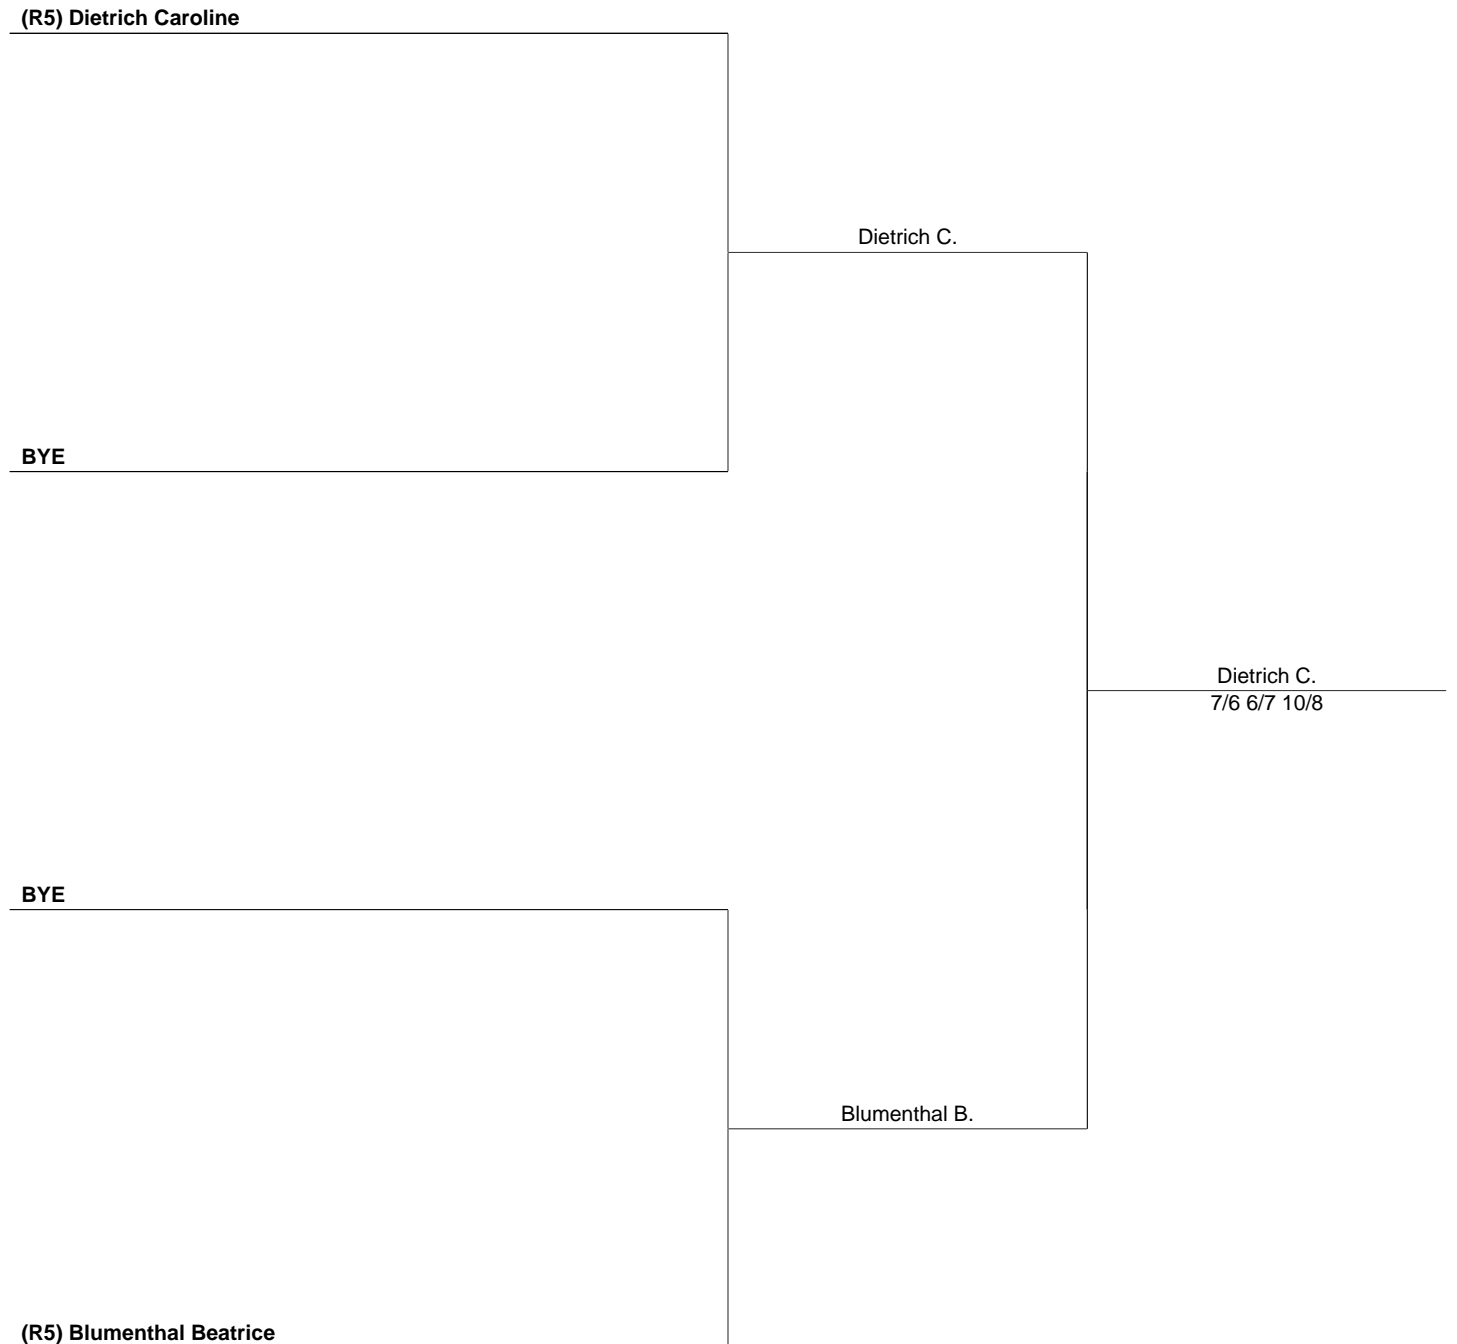 (R5) Dietrich Caroline
Dietrich C.
BYE
Dietrich C.
7/6 6/7 10/8
BYE
Blumenthal B.
(R5) Blumenthal Beatrice